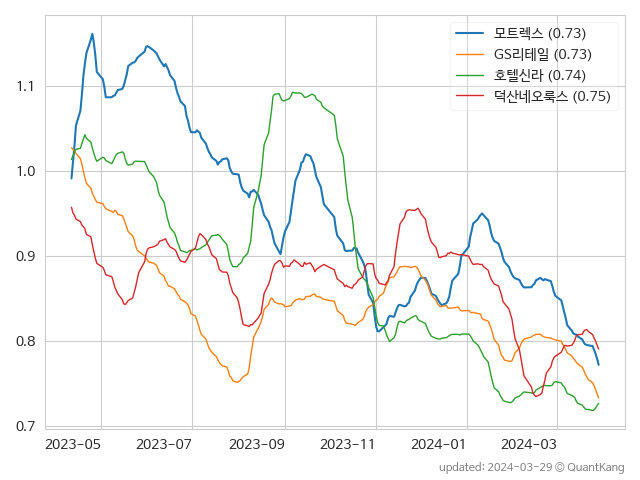 모트렉스 (0.73)
GS리테일 (0.73)
호텔신라 (0.74)
덕산네오룩스 (0.75)
1.1
1.0
0.9
0.8
0.7
2023-05 2023-07 2023-09 2023-11 2024-01 2024-03
updated: 2024-03-29 © QuantKang